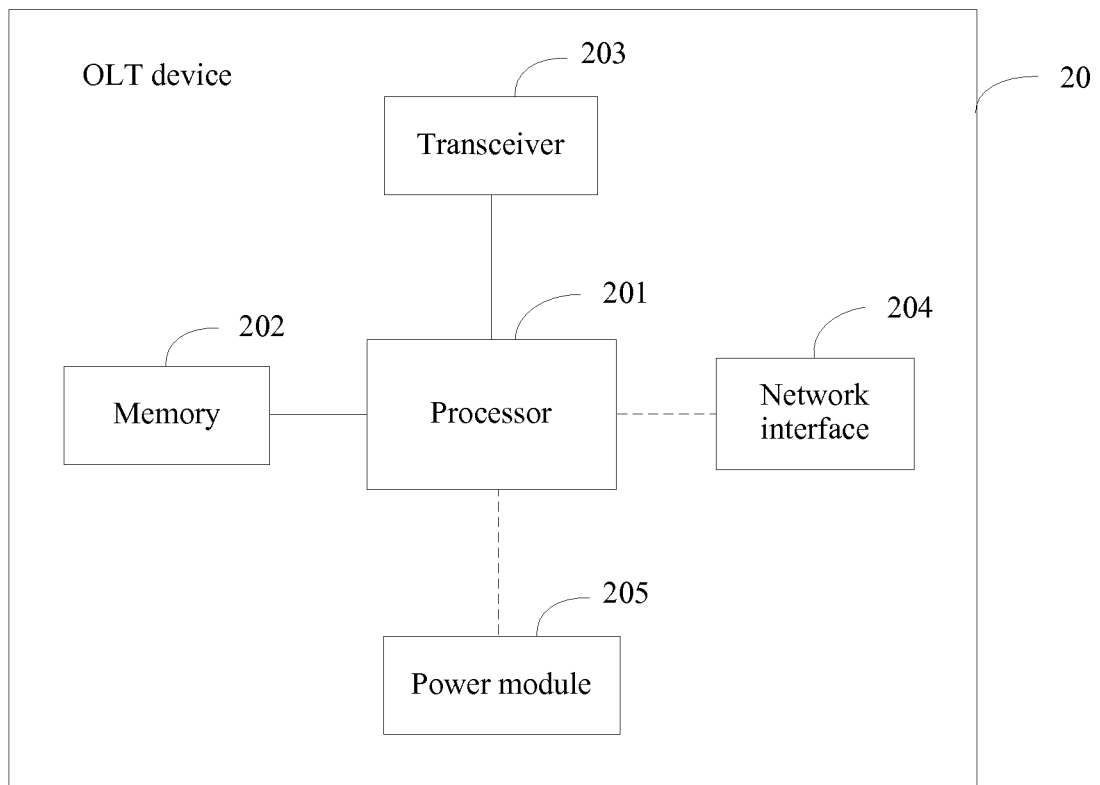 203
OLT device
20
Transceiver
201
204
202
Network
Memory
Processor
interface
205
Power module